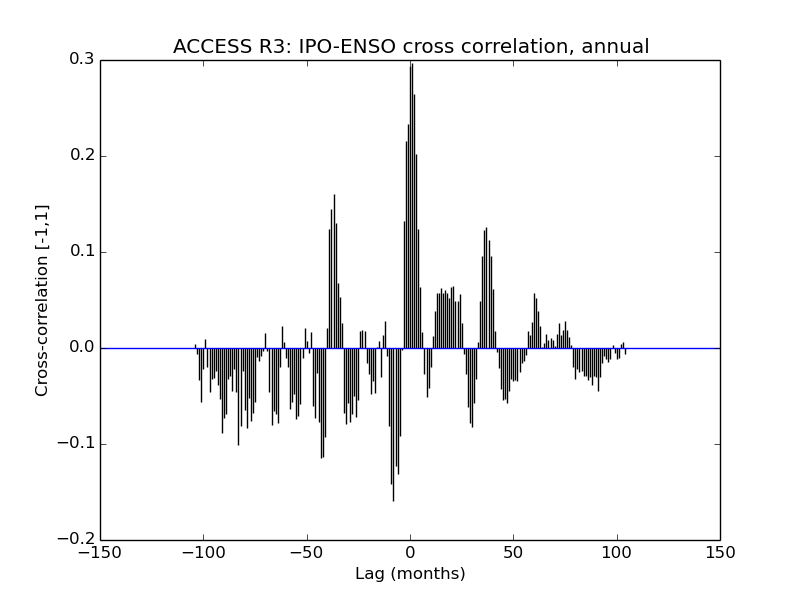 ACCESS R3: IPO-ENSO cross correlation, annual
0.3
0.2
0.1
0.0
−0.1
−0.2
Cross-correlation [-1,1]
−150 −100 −50 0 50 100 150
Lag (months)